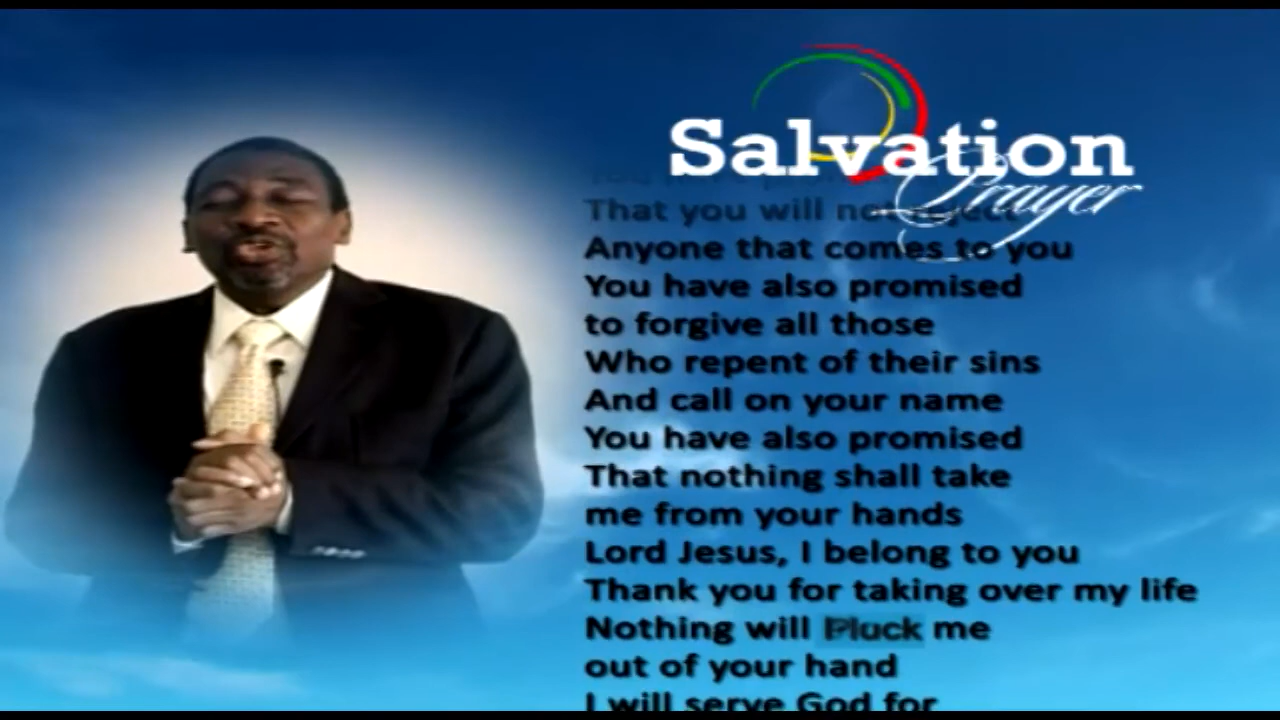 Salvation
Prayer
That you will not reject
Anyone that comes to you
You have also promised
to forgive all those
Who repent of their sins
And call on your name
You have also promised
That nothing shall take
me from your hands
Lord Jesus, I belong to you
Thank you for taking over my life
Nothing will Pluck me
out of your hand
I will serve God for